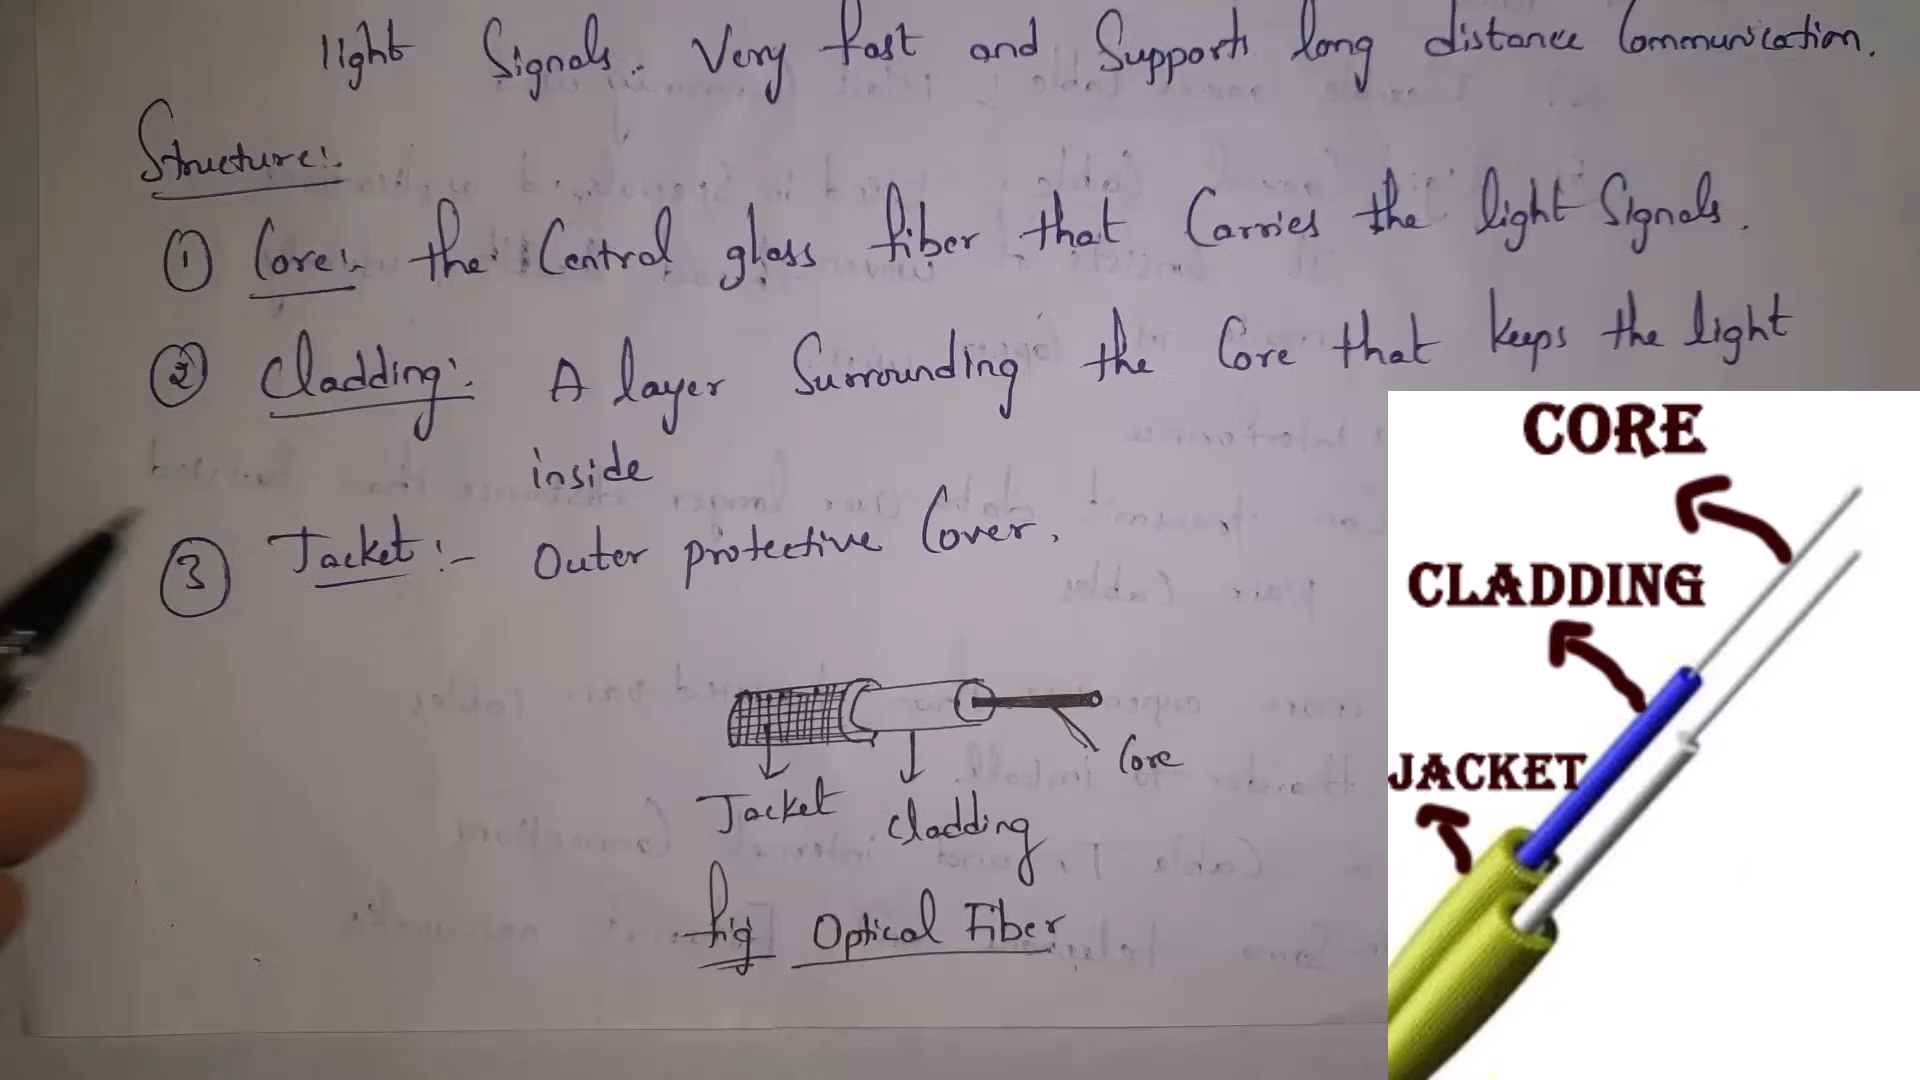 light Signals. Very fast and Supports long distance Communication.
Structure:-
① Core:- the Central glass fiber that Carries the light Signals.
② Cladding:- A layer Surrounding the Core that keeps the light
inside
③ Jacket:- Outer protective Cover.
Core
Jacket
cladding
fig Optical Fiber
CORE
CLADDING
JACKET